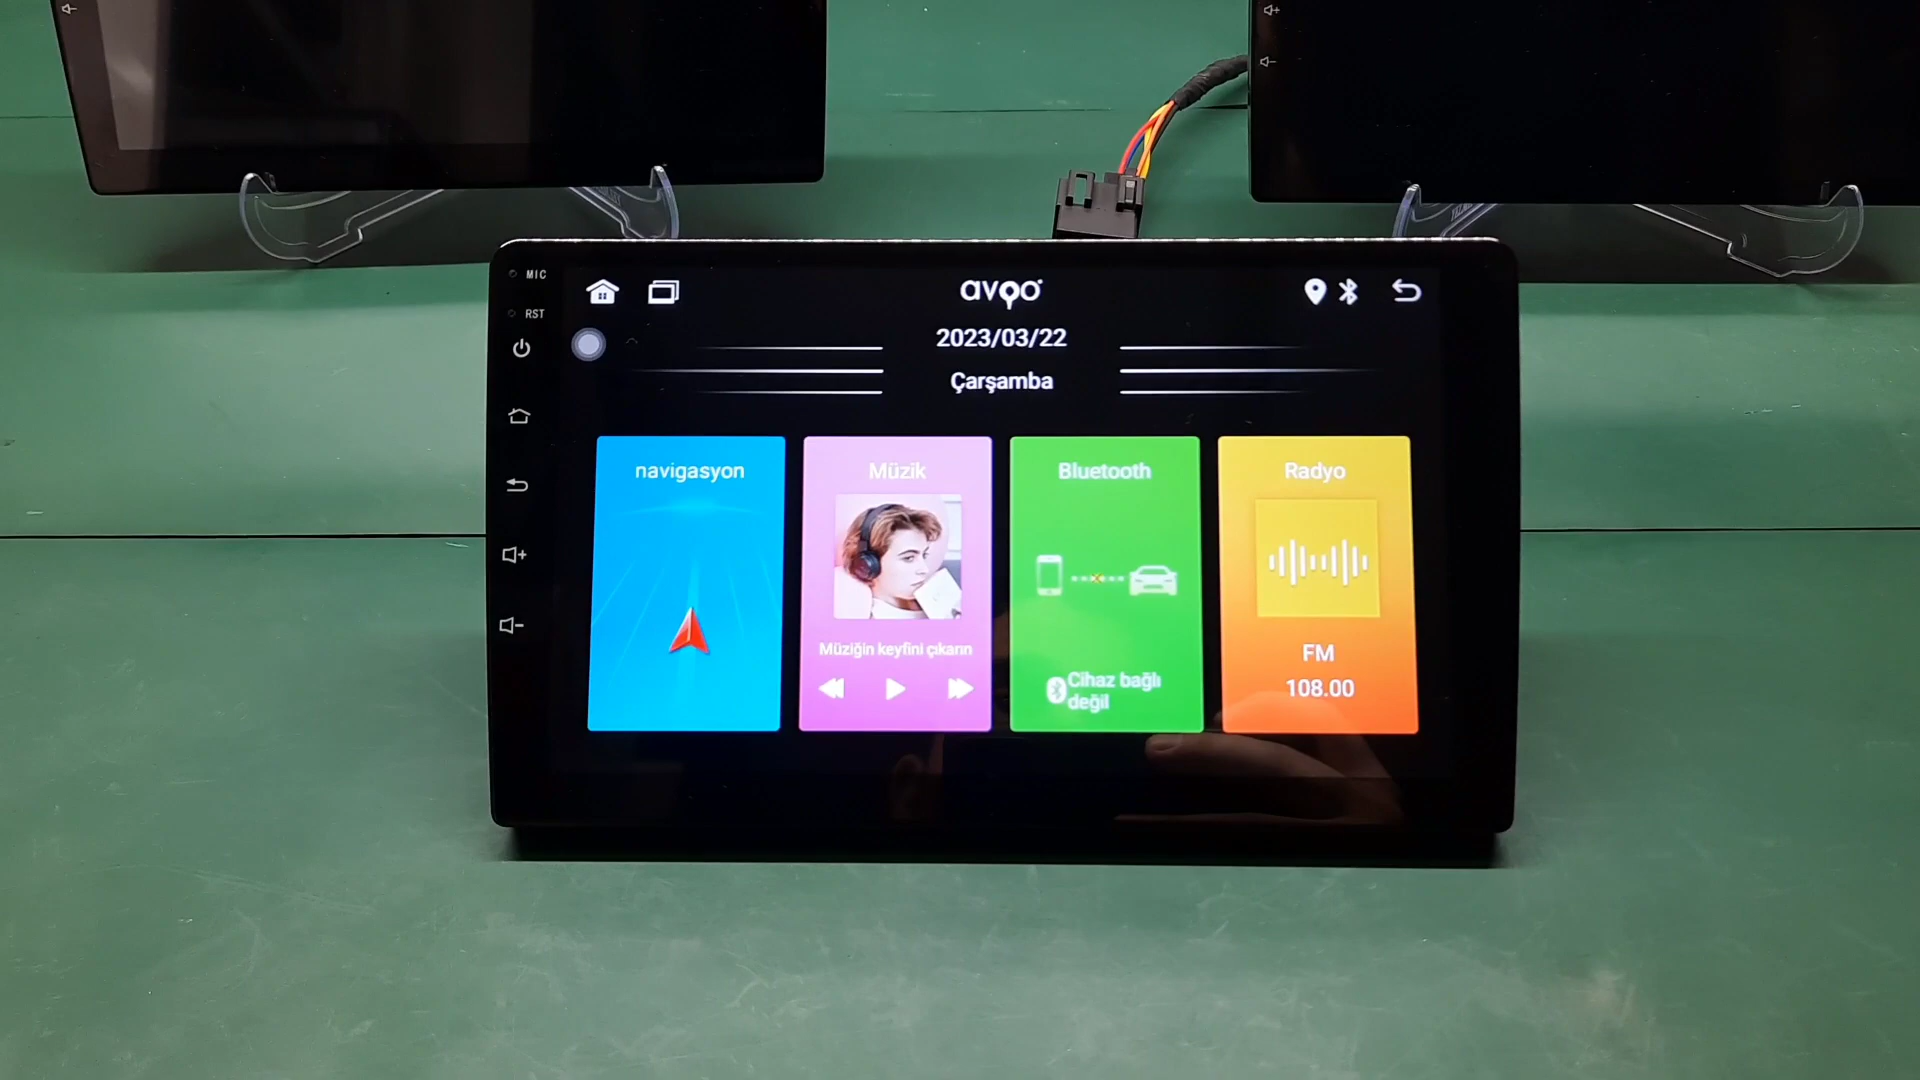 MIC
RST
avqo
2023/03/22
Çarşamba
navigasyon
Müzik
Müziğin keyfini çıkarın
Bluetooth
Cihaz bağlı
değil
Radyo
FM
108.00